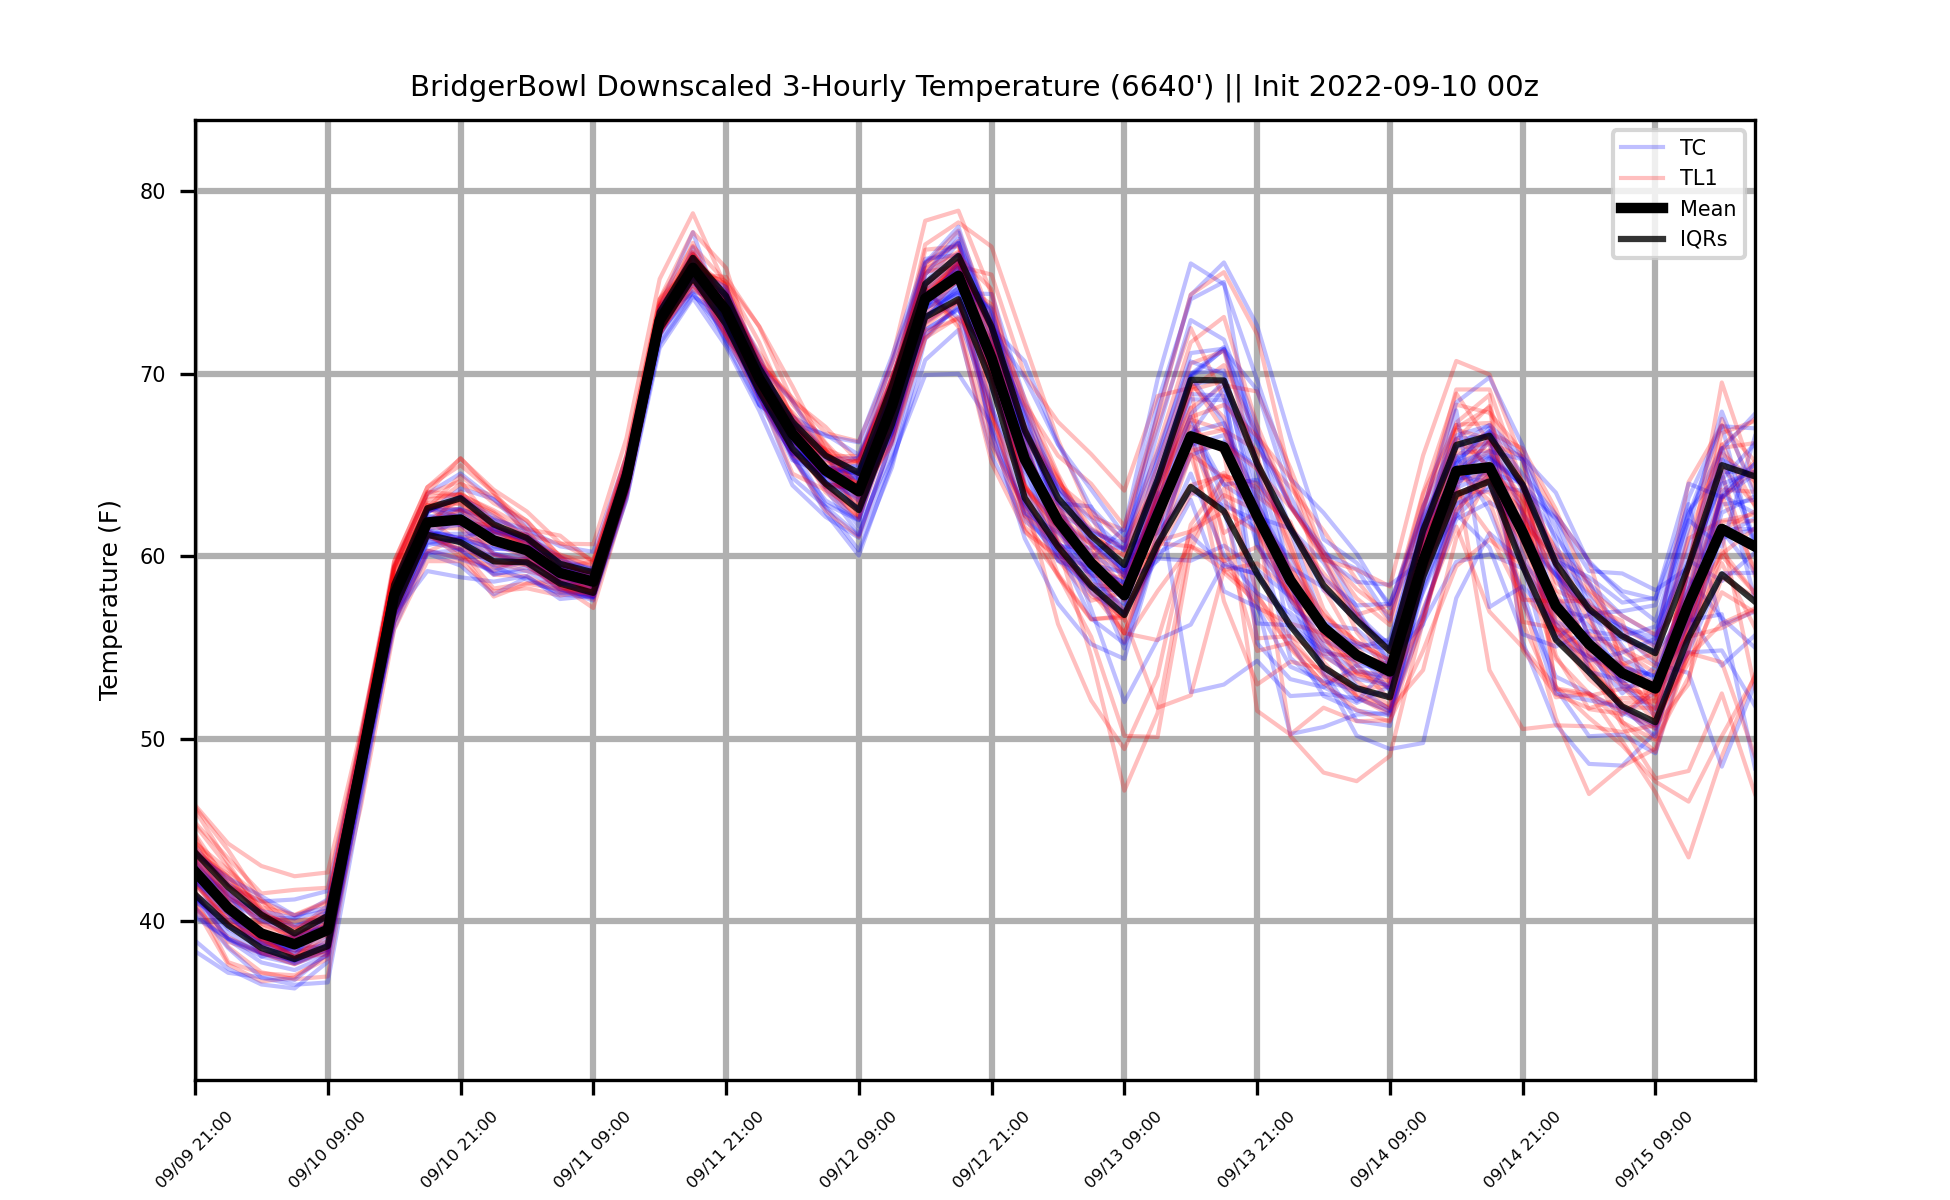 BridgerBowl Downscaled 3-Hourly Temperature (6640') || Init 2022-09-10 00z
TC
TL1
Mean
IQRs
Temperature (F)
80
70
60
50
40
09/09 21:00
09/10 09:00
09/10 21:00
09/11 09:00
09/11 21:00
09/12 09:00
09/12 21:00
09/13 09:00
09/13 21:00
09/14 09:00
09/14 21:00
09/15 09:00